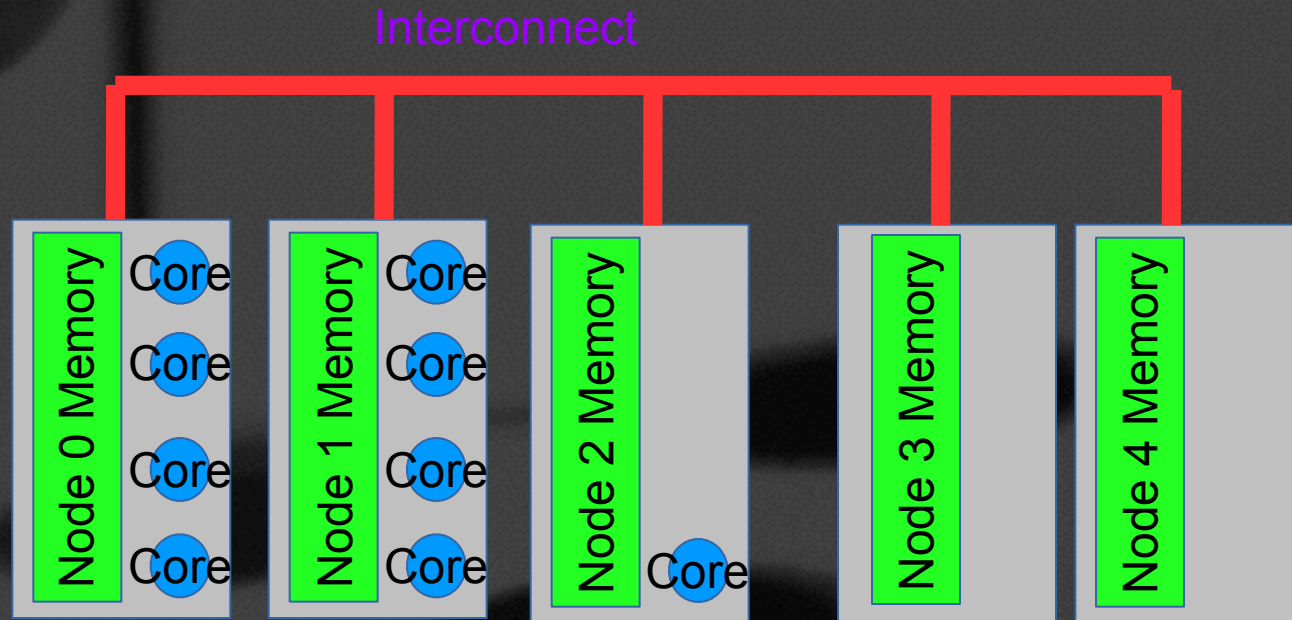 Interconnect
Node 0 Memory
Core
Core
Core
Core
Node 1 Memory
Core
Core
Core
Core
Node 2 Memory
Core
Node 3 Memory
Node 4 Memory